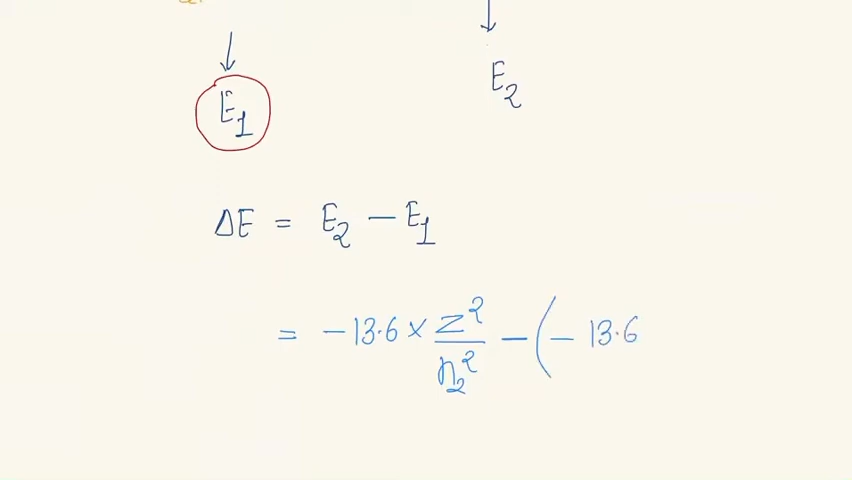 E₁ E₂
ΔE = E₂ – E₁
= – 13.6 × Z²/n₂² – (– 13.6